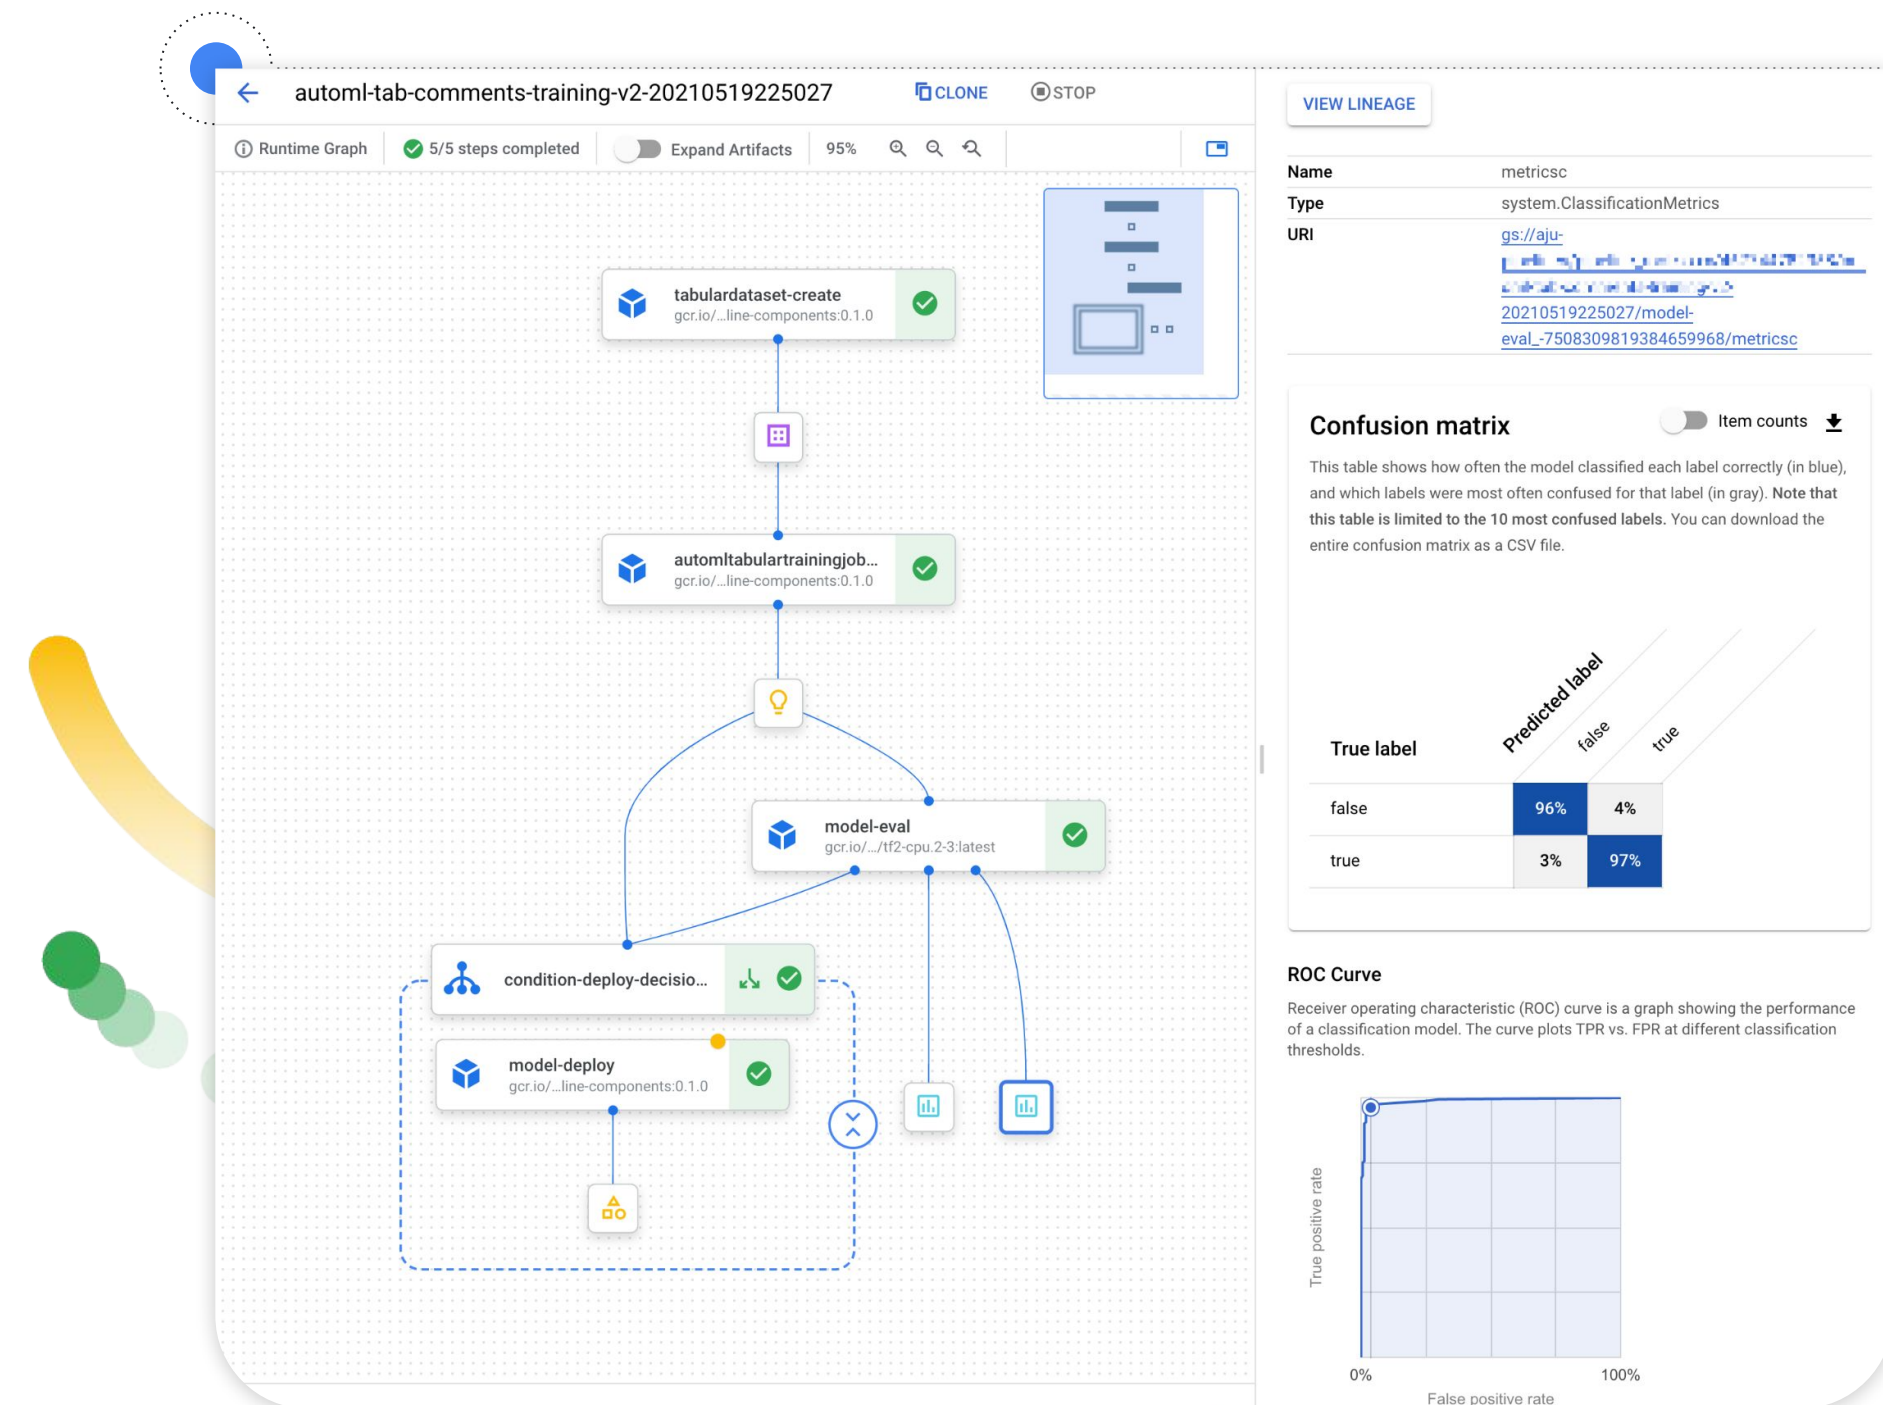 automl-tab-comments-training-v2-20210519225027
CLONE
STOP
Runtime Graph
5/5 steps completed
Expand Artifacts
95%
tabulardataset-create
gcr.io/...line-components:0.1.0
automltabulartrainingjob...
gcr.io/...line-components:0.1.0
model-eval
gcr.io/.../tf2-cpu.2-3:latest
condition-deploy-decisio...
model-deploy
gcr.io/...line-components:0.1.0
VIEW LINEAGE
Name metricsc
Type system.ClassificationMetrics
URI gs://aju-
20210519225027/model-
eval_-7508309819384659968/metricsc
Confusion matrix
Item counts
This table shows how often the model classified each label correctly (in blue),
and which labels were most often confused for that label (in gray). Note that
this table is limited to the 10 most confused labels. You can download the
entire confusion matrix as a CSV file.
True label
Predicted label
false
true
false 96% 4%
true 3% 97%
ROC Curve
Receiver operating characteristic (ROC) curve is a graph showing the performance
of a classification model. The curve plots TPR vs. FPR at different classification
thresholds.
True positive rate
0% 100%
False positive rate